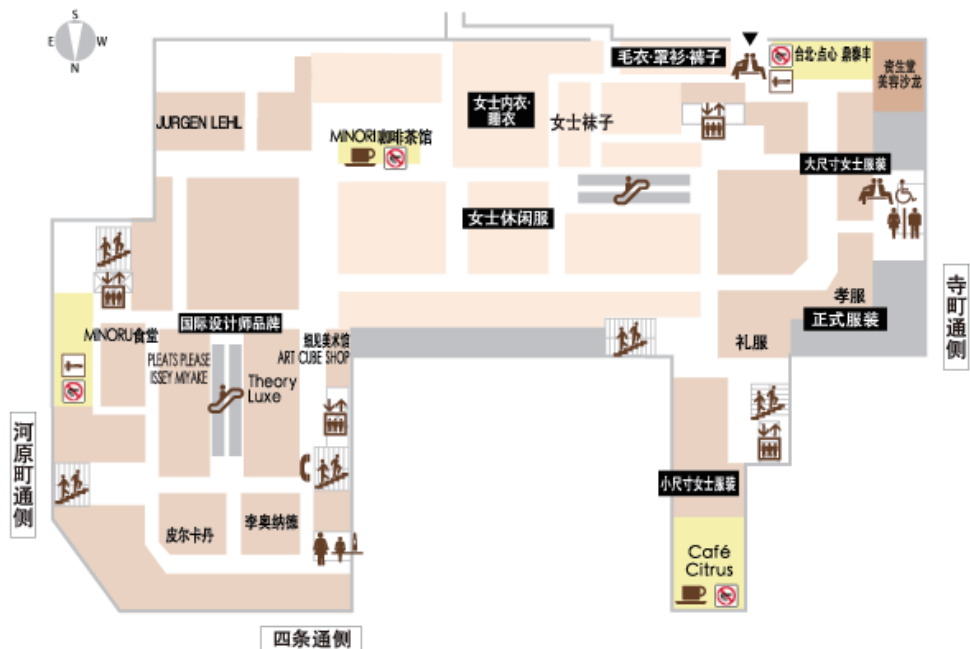 S
E
W
N
毛衣·罩衫·裤子
台北·点心 鼎泰丰
资生堂
美容沙龙
女士内衣·
睡衣
女士袜子
JURGEN LEHL
MINORI咖啡茶馆
大尺寸女士服装
女士休闲服
寺町通侧
孝服
正式服装
礼服
国际设计师品牌
MINORU食堂
PLEATS PLEASE
ISSEY MIYAKE
Theory
Luxe
细见美术馆
ART CUBE SHOP
河原町通侧
小尺寸女士服装
皮尔卡丹
李奥纳德
Café
Citrus
四条通侧